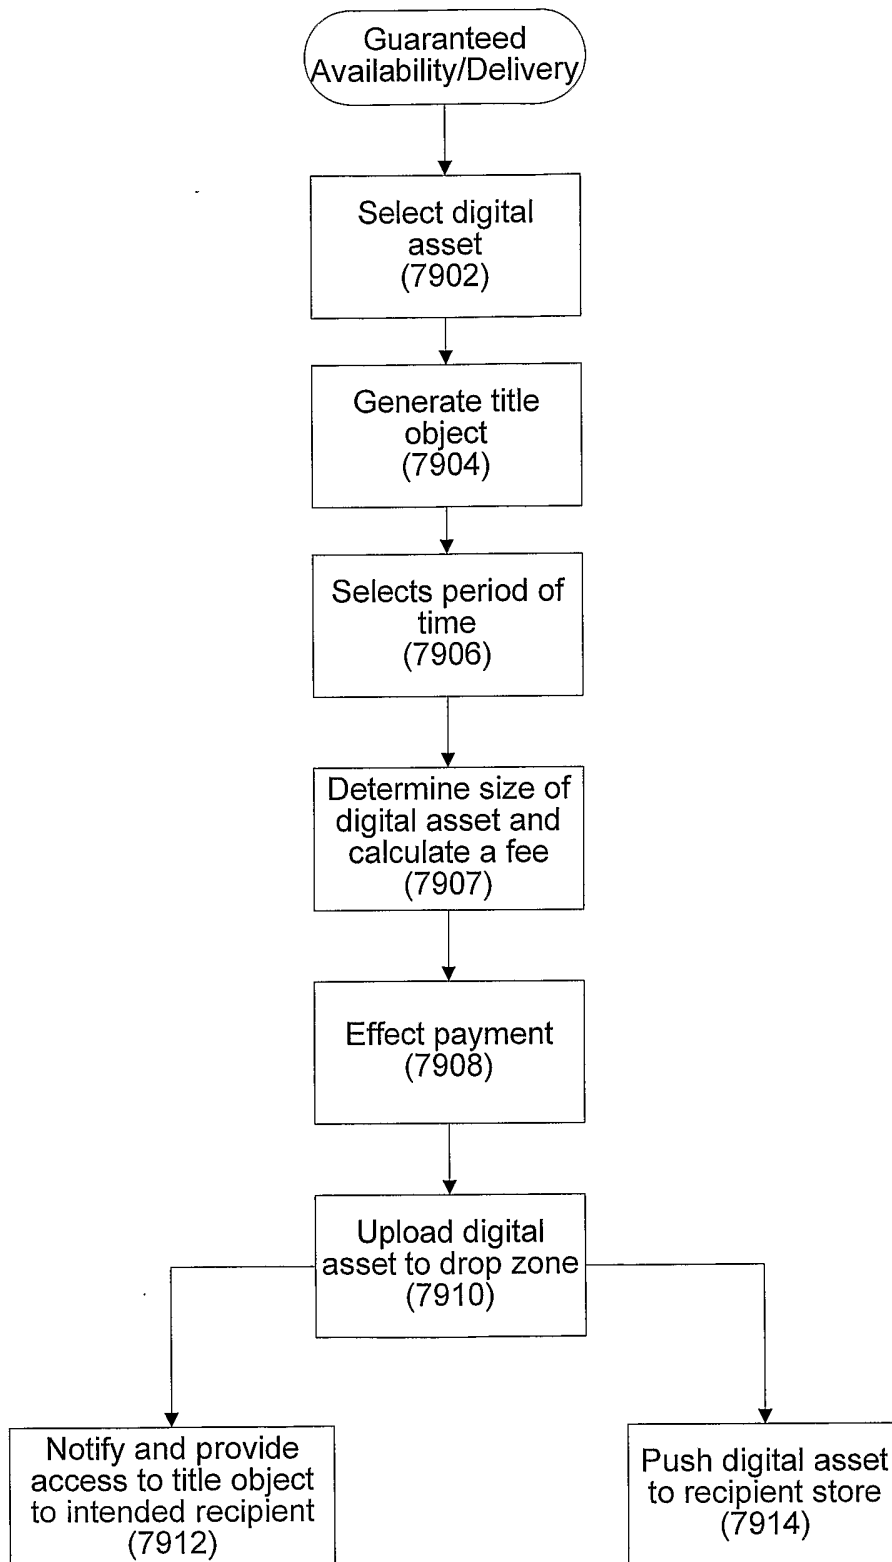 Guaranteed
Availability/Delivery
Select digital
asset
(7902)
Generate title
object
(7904)
Selects period of
time
(7906)
Determine size of
digital asset and
calculate a fee
(7907)
Effect payment
(7908)
Upload digital
asset to drop zone
(7910)
Notify and provide
access to title object
to intended recipient
(7912)
Push digital asset
to recipient store
(7914)